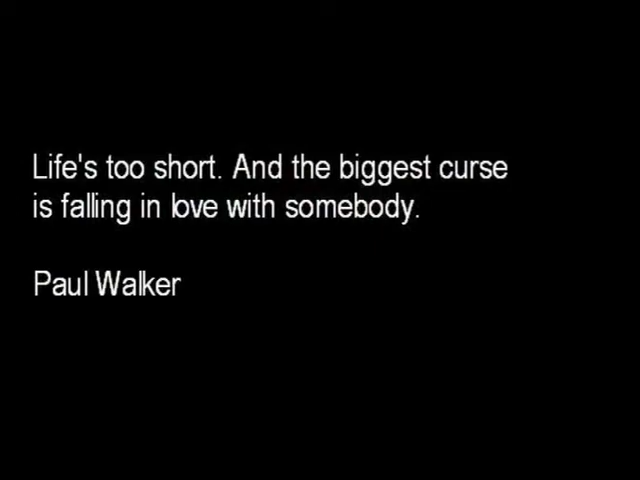 Life's too short. And the biggest curse
is falling in love with somebody.
Paul Walker